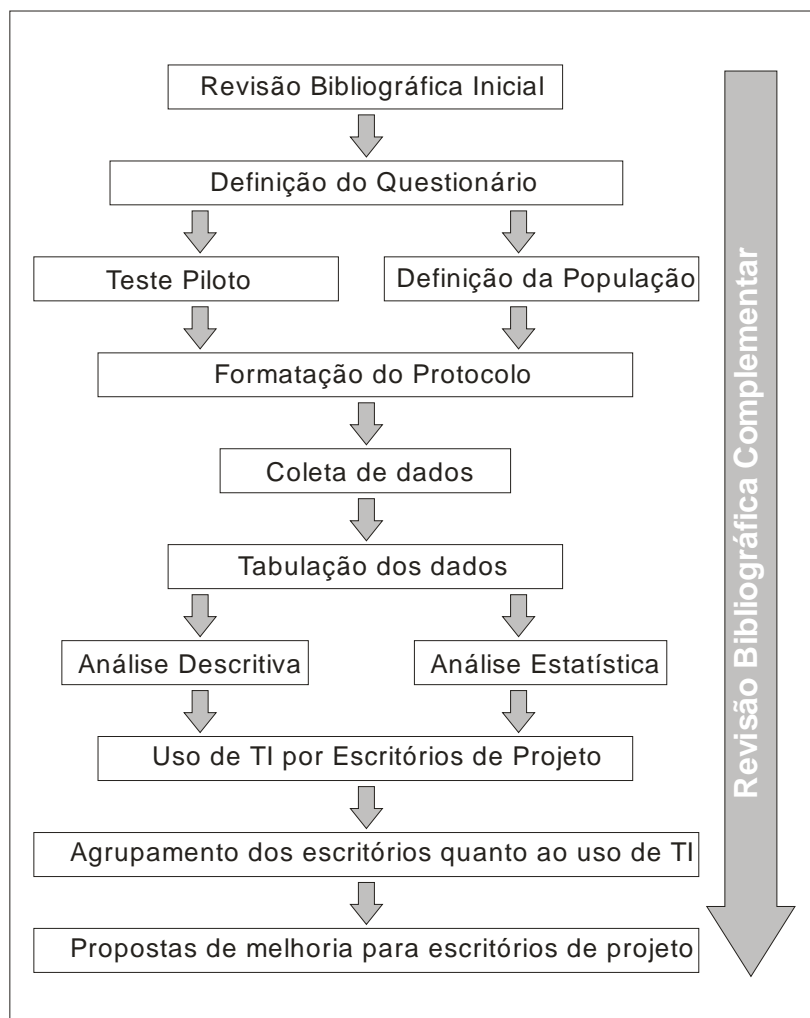 Revisão Bibliográfica Inicial
Definição do Questionário
Teste Piloto
Definição da População
Formatação do Protocolo
Coleta de dados
Tabulação dos dados
Análise Descritiva
Análise Estatística
Uso de TI por Escritórios de Projeto
Agrupamento dos escritórios quanto ao uso de TI
Propostas de melhoria para escritórios de projeto
Revisão Bibliográfica Complementar